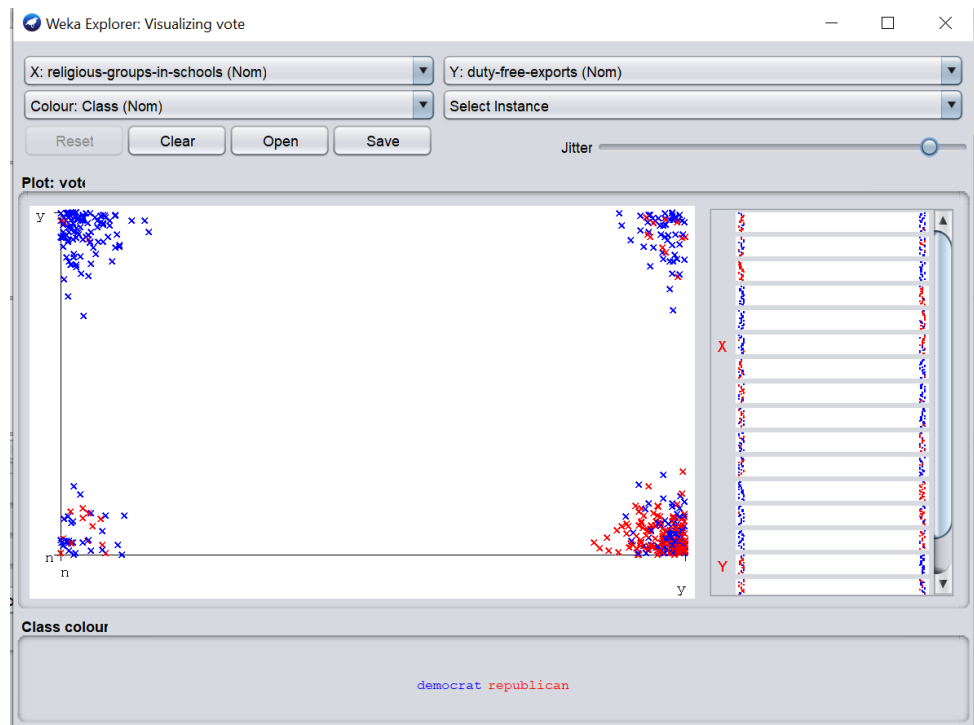 Weka Explorer: Visualizing vote
X: religious-groups-in-schools (Nom)
Y: duty-free-exports (Nom)
Colour: Class (Nom)
Select Instance
Reset
Clear
Open
Save
Jitter
Plot: vote
y
n
n
y
X
Y
Class colour
democrat republican